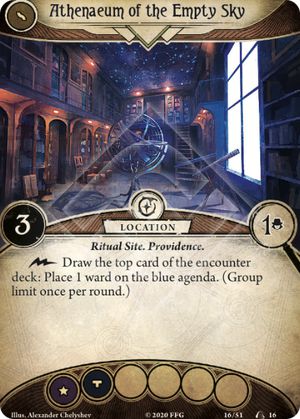 Athenaeum of the Empty Sky
3
LOCATION
1
Ritual Site. Providence.
Draw the top card of the encounter
deck: Place 1 ward on the blue agenda. (Group
limit once per round.)
Illus. Alexander Chelyshev
© 2020 FFG
16/51
16